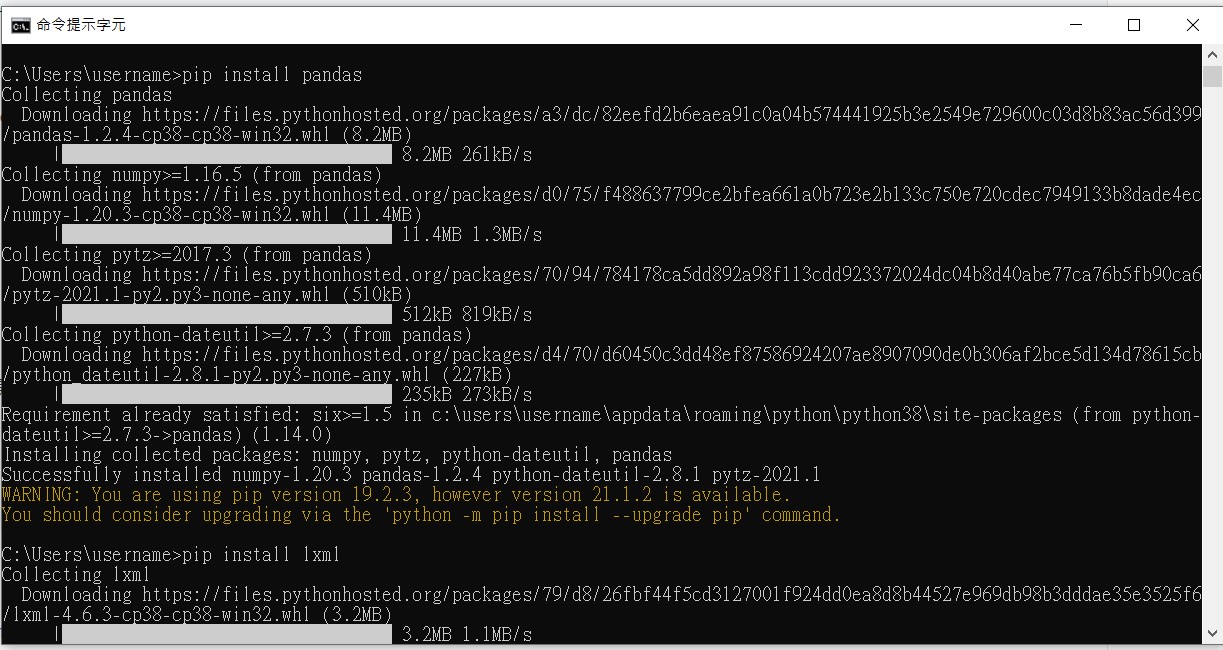 命令提示字元
C:\Users\username>pip install pandas
Collecting pandas
  Downloading https://files.pythonhosted.org/packages/a3/dc/82eefd2b6eaea91c0a04b574441925b3e2549e729600c03d8b83ac56d399
/pandas-1.2.4-cp38-cp38-win32.whl (8.2MB)
     | 8.2MB 261kB/s
Collecting numpy>=1.16.5 (from pandas)
  Downloading https://files.pythonhosted.org/packages/d0/75/f488637799ce2bfea661a0b723e2b133c750e720cdec7949133b8dade4ec
/numpy-1.20.3-cp38-cp38-win32.whl (11.4MB)
     | 11.4MB 1.3MB/s
Collecting pytz>=2017.3 (from pandas)
  Downloading https://files.pythonhosted.org/packages/70/94/784178ca5dd892a98f113cdd923372024dc04b8d40abe77ca76b5fb90ca6
/pytz-2021.1-py2.py3-none-any.whl (510kB)
     | 512kB 819kB/s
Collecting python-dateutil>=2.7.3 (from pandas)
  Downloading https://files.pythonhosted.org/packages/d4/70/d60450c3dd48ef87586924207ae8907090de0b306af2bce5d134d78615cb
/python_dateutil-2.8.1-py2.py3-none-any.whl (227kB)
     | 235kB 273kB/s
Requirement already satisfied: six>=1.5 in c:\users\username\appdata\roaming\python\python38\site-packages (from python-
dateutil>=2.7.3->pandas) (1.14.0)
Installing collected packages: numpy, pytz, python-dateutil, pandas
Successfully installed numpy-1.20.3 pandas-1.2.4 python-dateutil-2.8.1 pytz-2021.1
WARNING: You are using pip version 19.2.3, however version 21.1.2 is available.
You should consider upgrading via the 'python -m pip install --upgrade pip' command.
C:\Users\username>pip install lxml
Collecting lxml
  Downloading https://files.pythonhosted.org/packages/79/d8/26fbf44f5cd3127001f924dd0ea8d8b44527e969db98b3dddae35e3525f6
/lxml-4.6.3-cp38-cp38-win32.whl (3.2MB)
     | 3.2MB 1.1MB/s